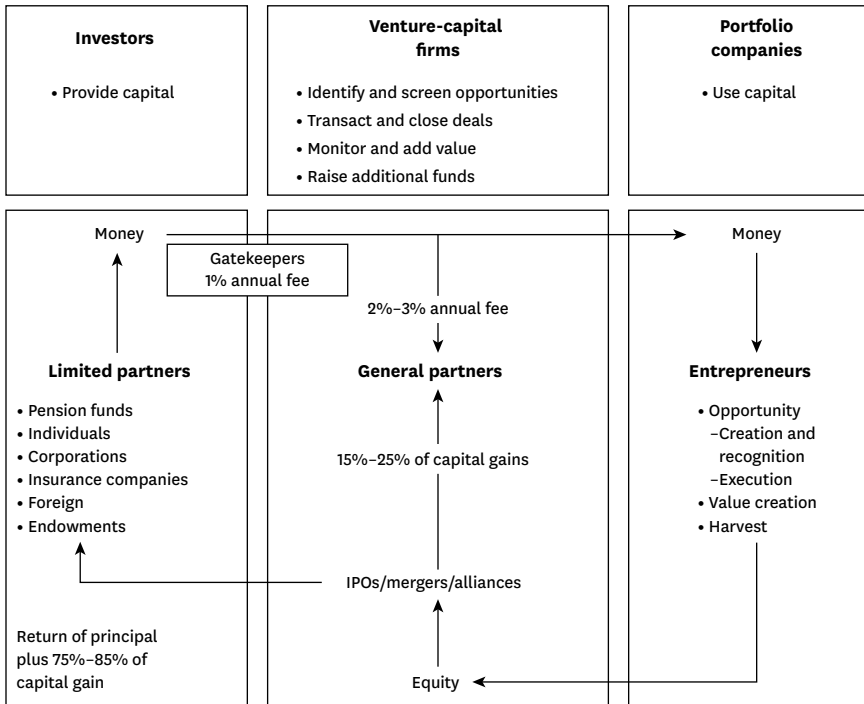 Investors
• Provide capital
Venture-capital
firms
• Identify and screen opportunities
• Transact and close deals
• Monitor and add value
• Raise additional funds
Portfolio
companies
• Use capital
Money
Gatekeepers
1% annual fee
Limited partners
• Pension funds
• Individuals
• Corporations
• Insurance companies
• Foreign
• Endowments
Return of principal
plus 75%–85% of
capital gain
2%–3% annual fee
General partners
15%–25% of capital gains
IPOs/mergers/alliances
Equity
Money
Entrepreneurs
• Opportunity
–Creation and
recognition
–Execution
• Value creation
• Harvest